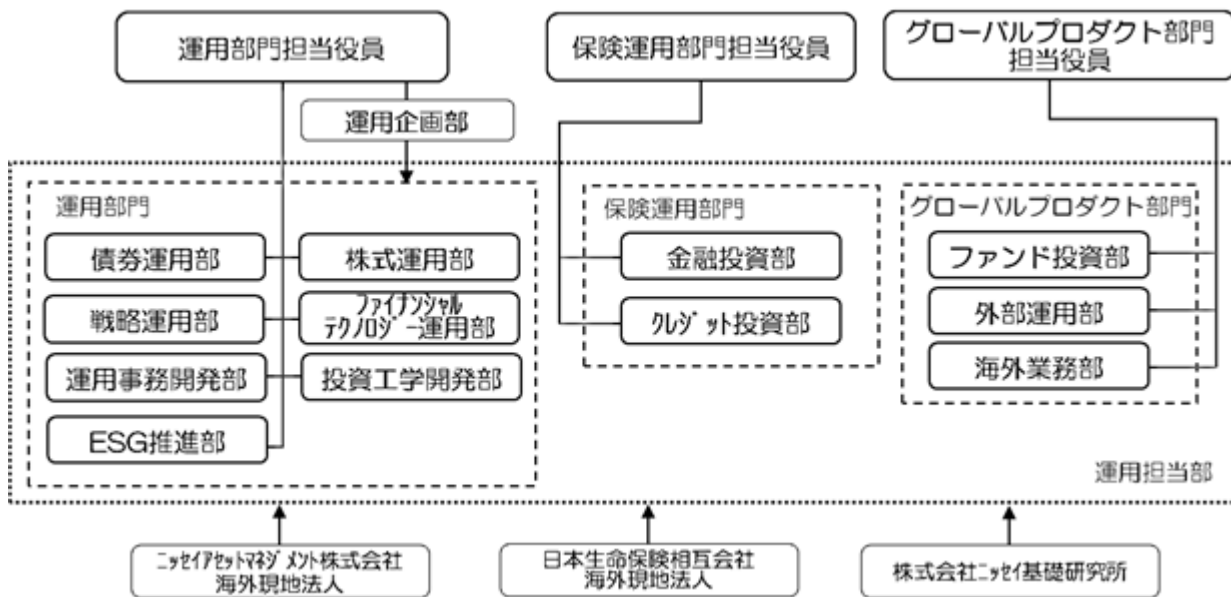 運用部門担当役員
保険運用部門担当役員
グローバルプロダクト部門
担当役員
運用企画部
運用部門
債券運用部
株式運用部
戦略運用部
ファイナンシャル
テクノロジー運用部
運用事務開発部
投資工学開発部
ESG推進部
保険運用部門
金融投資部
クレジット投資部
グローバルプロダクト部門
ファンド投資部
外部運用部
海外業務部
運用担当部
ニッセイアセットマネジメント株式会社
海外現地法人
日本生命保険相互会社
海外現地法人
株式会社ニッセイ基礎研究所